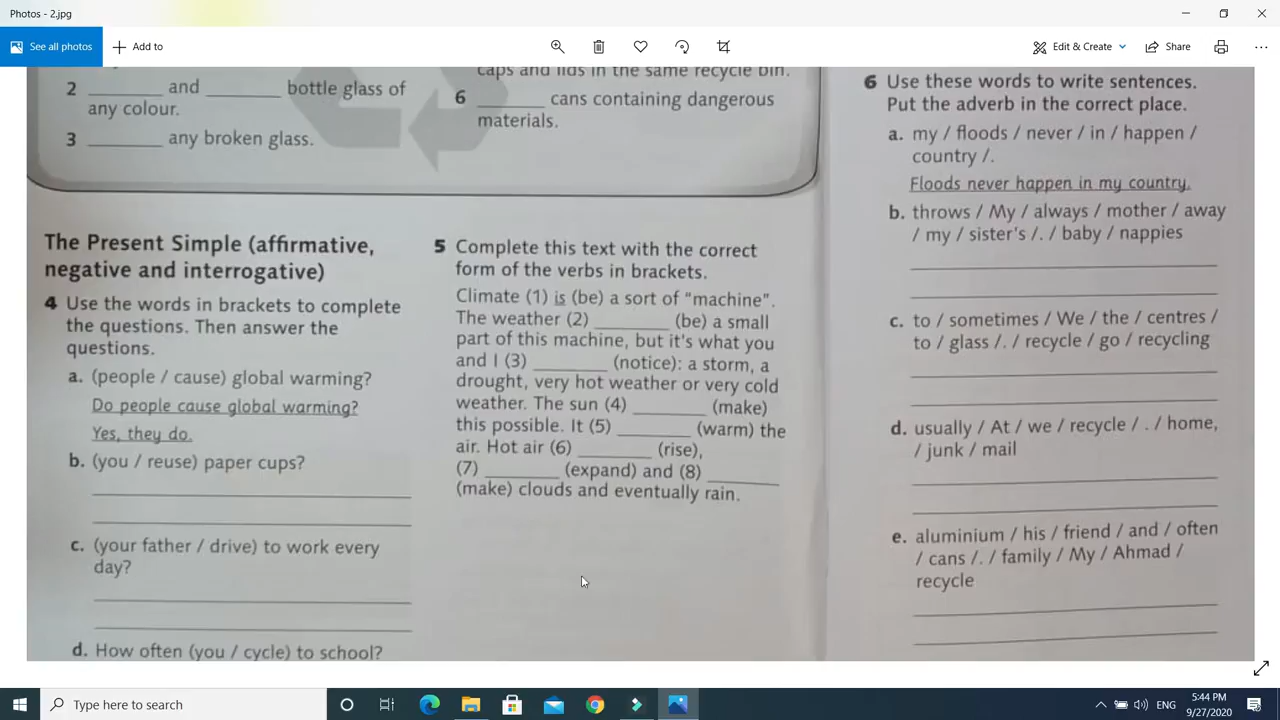 Photos - 2.jpg
See all photos
Add to
Edit & Create
Share
2 ______ and ______ bottle glass of
any colour.
3 ______ any broken glass.
caps and lids in the same recycle bin.
6 ______ cans containing dangerous
materials.
The Present Simple (affirmative,
negative and interrogative)
4 Use the words in brackets to complete
the questions. Then answer the
questions.
a. (people / cause) global warming?
Do people cause global warming?
Yes, they do.
b. (you / reuse) paper cups?
c. (your father / drive) to work every
day?
d. How often (you / cycle) to school?
5 Complete this text with the correct
form of the verbs in brackets.
Climate (1) is (be) a sort of "machine".
The weather (2) ______ (be) a small
part of this machine, but it's what you
and I (3) ______ (notice): a storm, a
drought, very hot weather or very cold
weather. The sun (4) ______ (make)
this possible. It (5) ______ (warm) the
air. Hot air (6) ______ (rise),
(7) ______ (expand) and (8) ______
(make) clouds and eventually rain.
6 Use these words to write sentences.
Put the adverb in the correct place.
a. my / floods / never / in / happen /
country /.
Floods never happen in my country.
b. throws / My / always / mother / away
/ my / sister's /. / baby / nappies
c. to / sometimes / We / the / centres /
to / glass /. / recycle / go / recycling
d. usually / At / we / recycle / . / home,
/ junk / mail
e. aluminium / his / friend / and / often
/ cans /. / family / My / Ahmad /
recycle
Type here to search
ENG
5:44 PM
9/27/2020